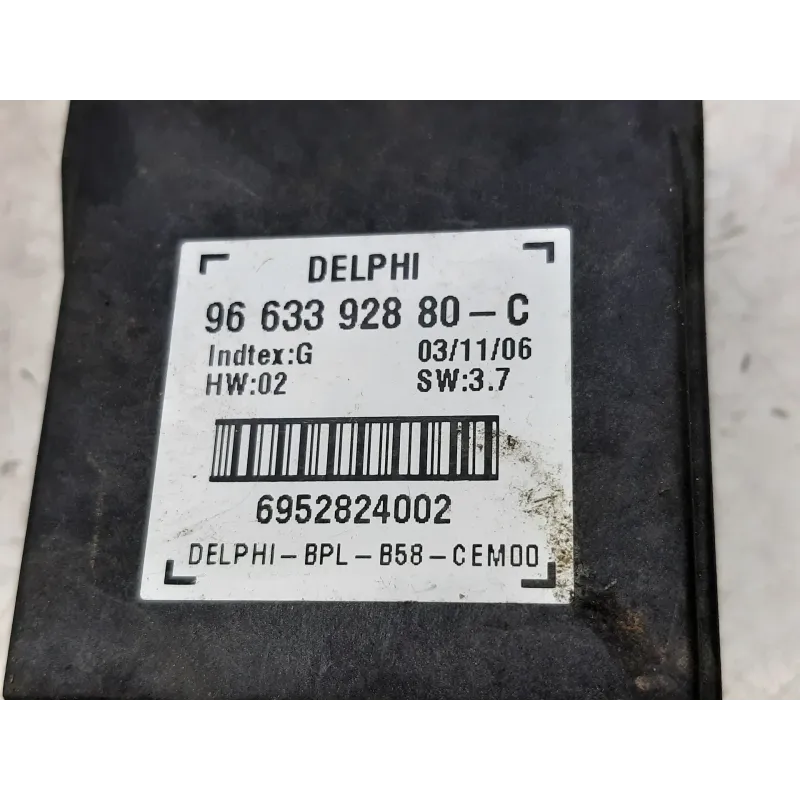 DELPHI
96 633 928 80-C
Indtex:G 03/11/06
HW:02 SW:3.7
6952824002
DELPHI-BPL-B58-CEM00